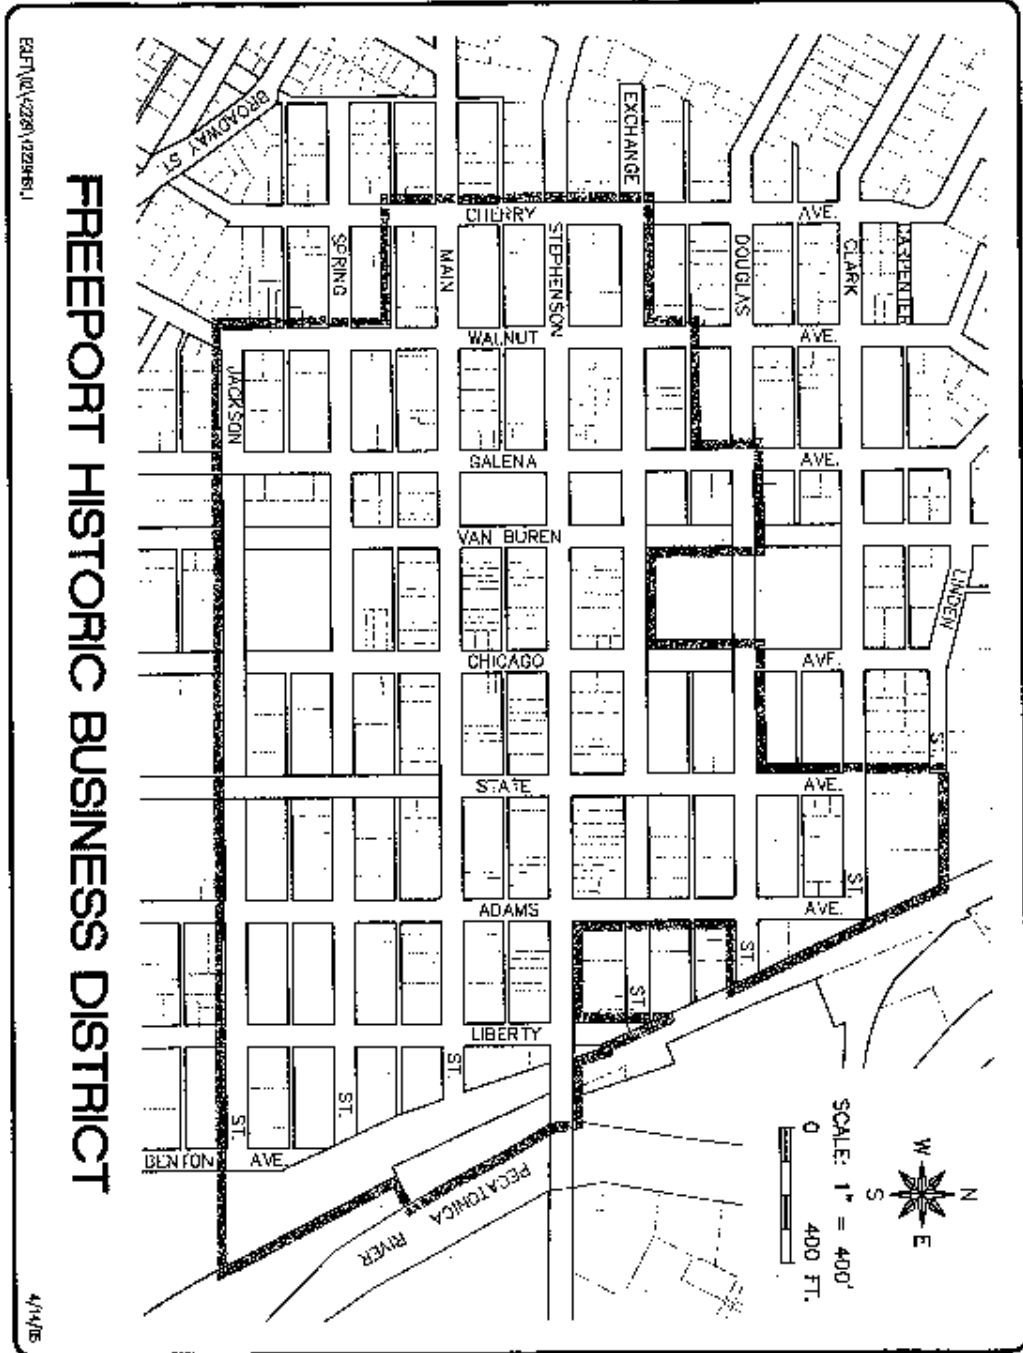 FREEPORT HISTORIC BUSINESS DISTRICT
BROADWAY ST.
EXCHANGE
CHERRY
AVE.
SPRING
MAIN
STEPHENSON
DOUGLAS
CLARK
CARPENTER
WALNUT
AVE.
JACKSON
GALENA
AVE.
VAN BUREN
LINDEN
CHICAGO
AVE.
ST.
STATE
AVE.
ST.
ADAMS
AVE.
ST.
ST.
LIBERTY
ST.
ST.
ST.
BENTON AVE.
PECATONICA
RIVER
N
W
E
S
SCALE: 1" = 400'
0 400 FT.
4/14/05